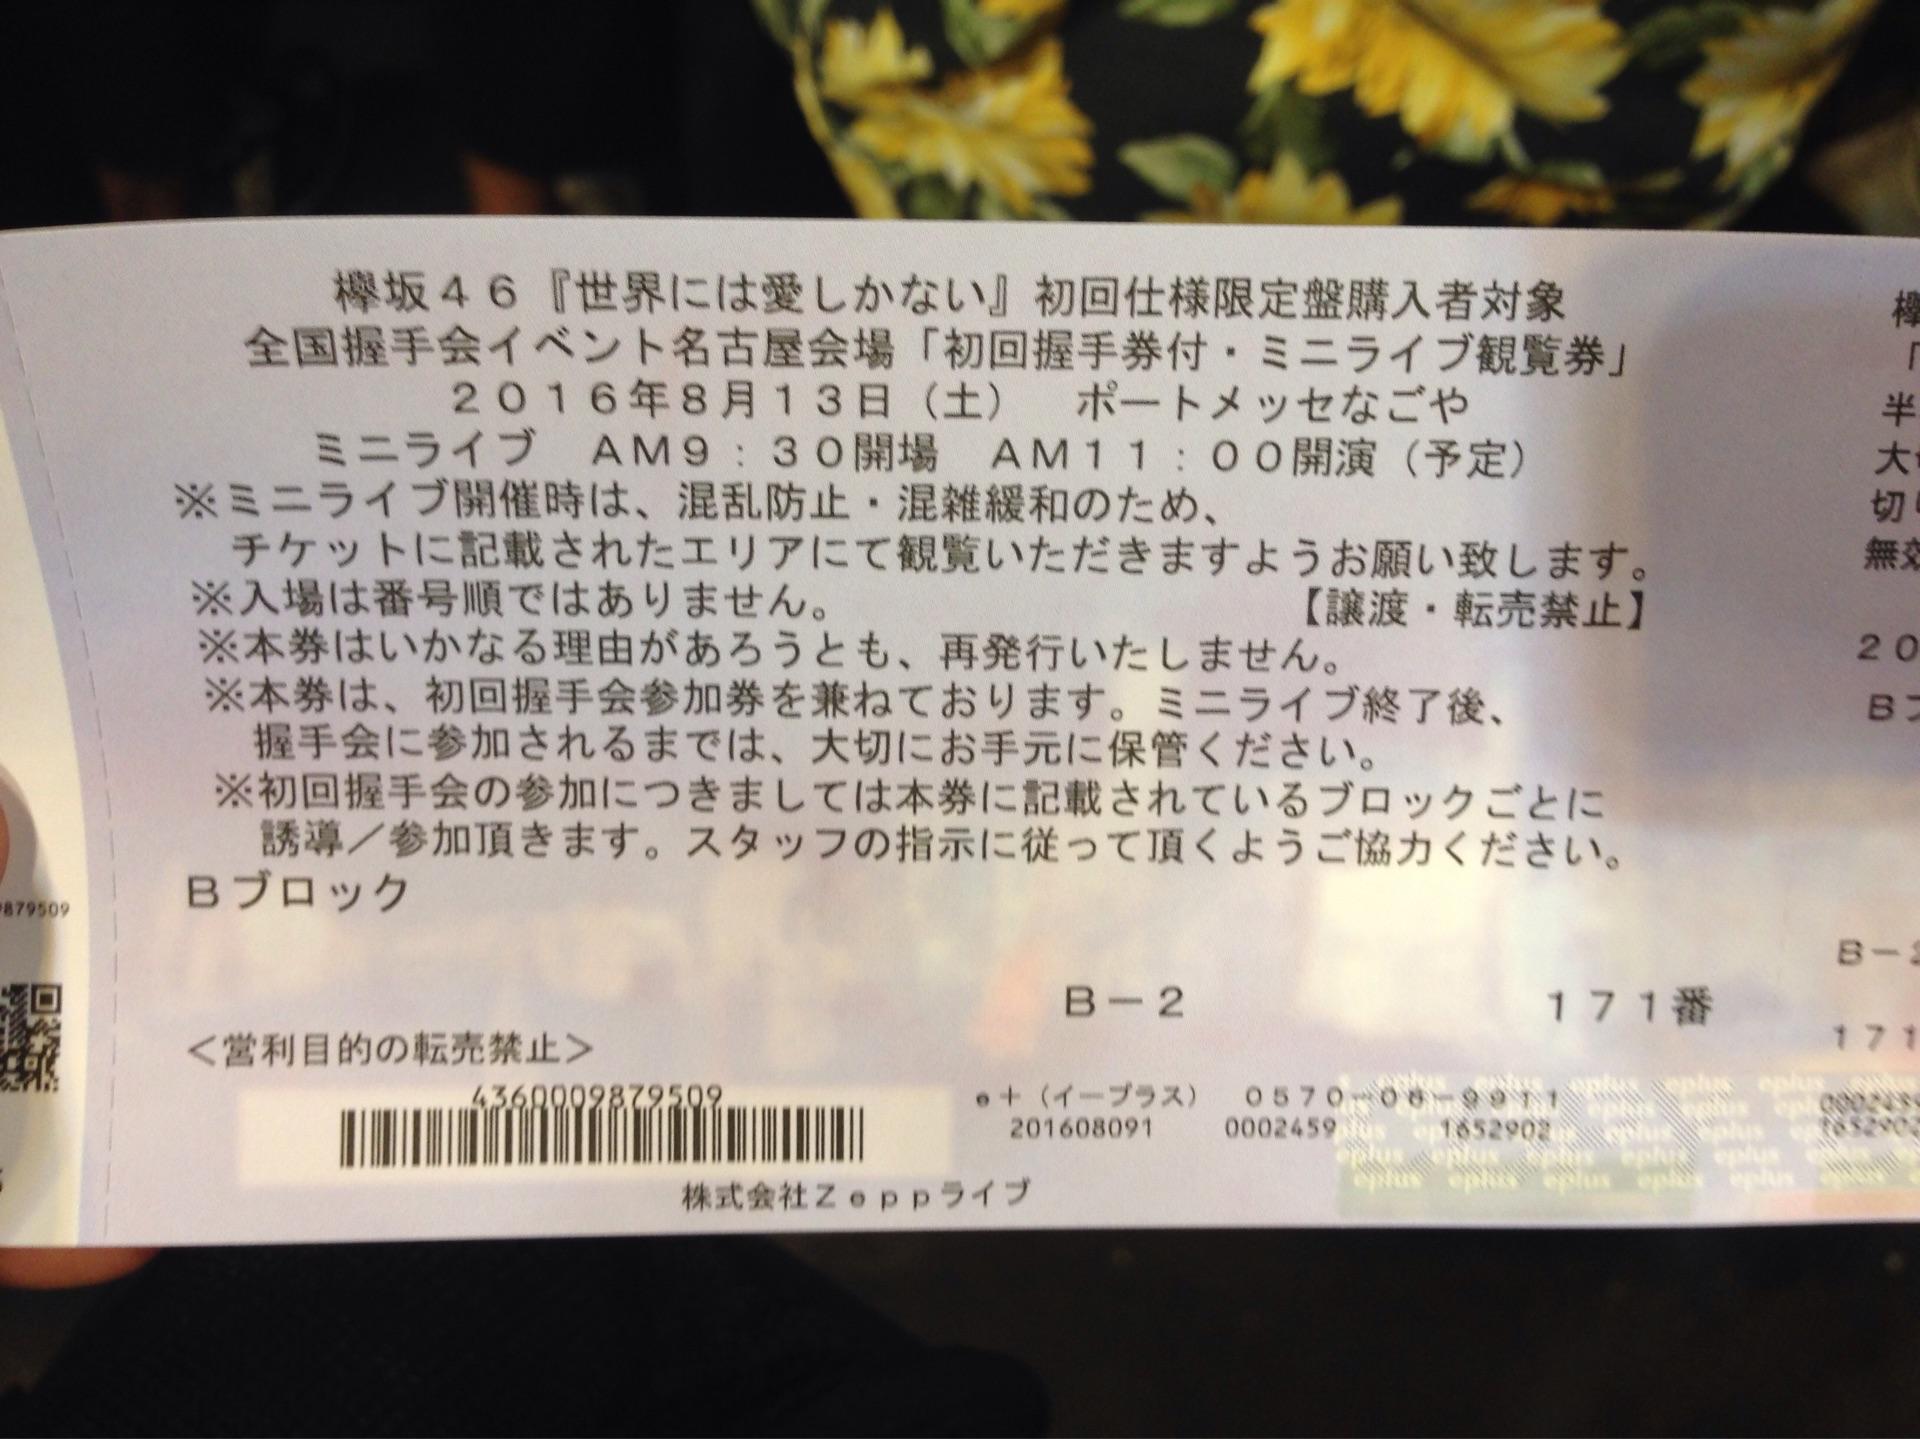 欅坂４６『世界には愛しかない』初回仕様限定盤購入者対象
全国握手会イベント名古屋会場「初回握手券付・ミニライブ観覧券」
２０１６年８月１３日（土）　ポートメッセなごや
ミニライブ　ＡＭ９：３０開場　ＡＭ１１：００開演（予定）
※ミニライブ開催時は、混乱防止・混雑緩和のため、
チケットに記載されたエリアにて観覧いただきますようお願い致します。
※入場は番号順ではありません。　【譲渡・転売禁止】
※本券はいかなる理由があろうとも、再発行いたしません。
※本券は、初回握手会参加券を兼ねております。ミニライブ終了後、
握手会に参加されるまでは、大切にお手元に保管ください。
※初回握手会の参加につきましては本券に記載されているブロックごとに
誘導／参加頂きます。スタッフの指示に従って頂くようご協力ください。
Ｂブロック
Ｂ－２　１７１番
＜営利目的の転売禁止＞
4360009879509
ｅ＋（イープラス）　０５７０－０６－９９１１
201608091　0002459　1652902
株式会社Ｚｅｐｐライブ
879509
欅
「
半
大
切
無効
２０
Ｂブ
Ｂ－２
１７１
0002459
1652902
eplus